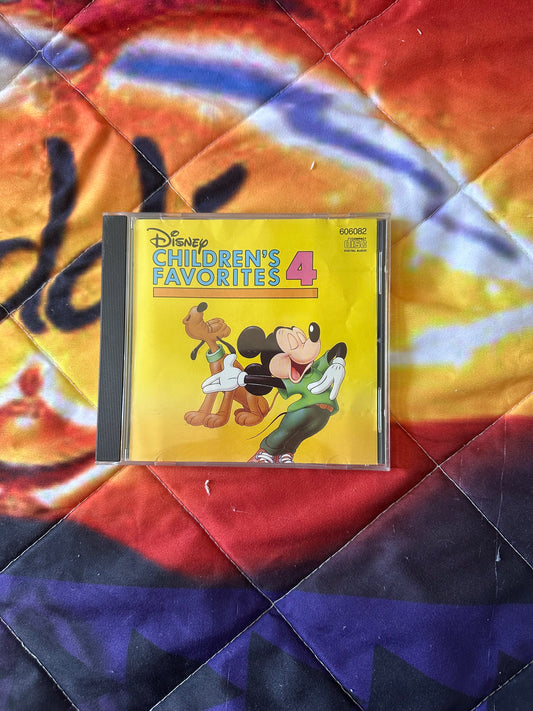 Disney
CHILDREN'S
FAVORITES 4
606082
COMPACT
disc
DIGITAL AUDIO